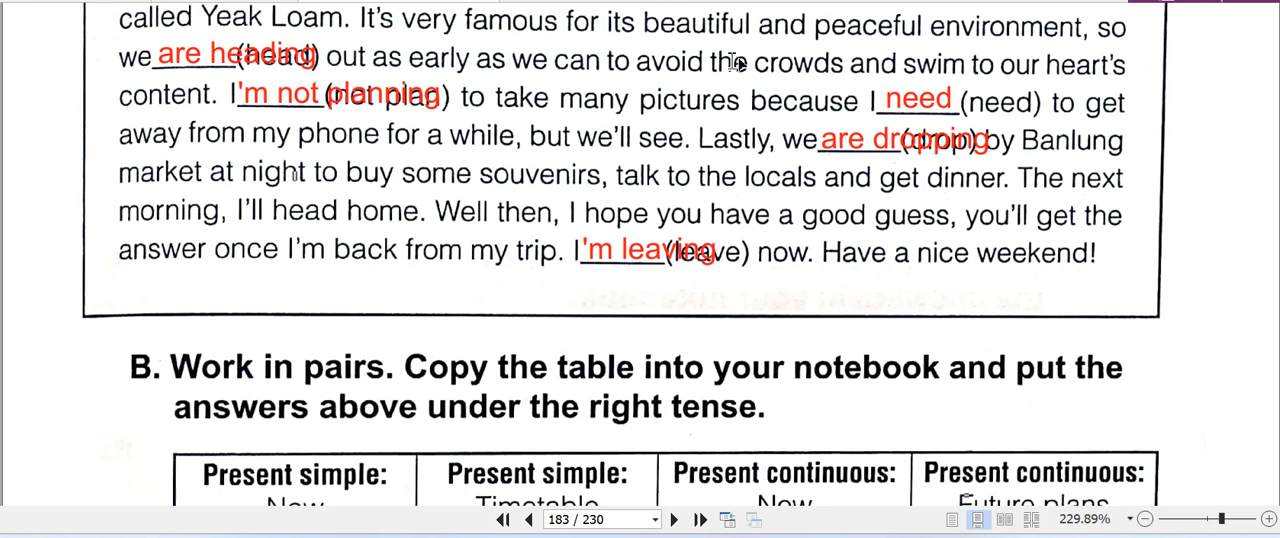 called Yeak Loam. It's very famous for its beautiful and peaceful environment, so
we are heading (head) out as early as we can to avoid the crowds and swim to our heart's
content. I 'm not planning (not plan) to take many pictures because I need (need) to get
away from my phone for a while, but we'll see. Lastly, we are dropping (drop) by Banlung
market at night to buy some souvenirs, talk to the locals and get dinner. The next
morning, I'll head home. Well then, I hope you have a good guess, you'll get the
answer once I'm back from my trip. I 'm leaving (leave) now. Have a nice weekend!
B. Work in pairs. Copy the table into your notebook and put the
answers above under the right tense.
Present simple: Present simple: Present continuous: Present continuous:
Now Timetable Now Future plans
183 / 230 229.89%